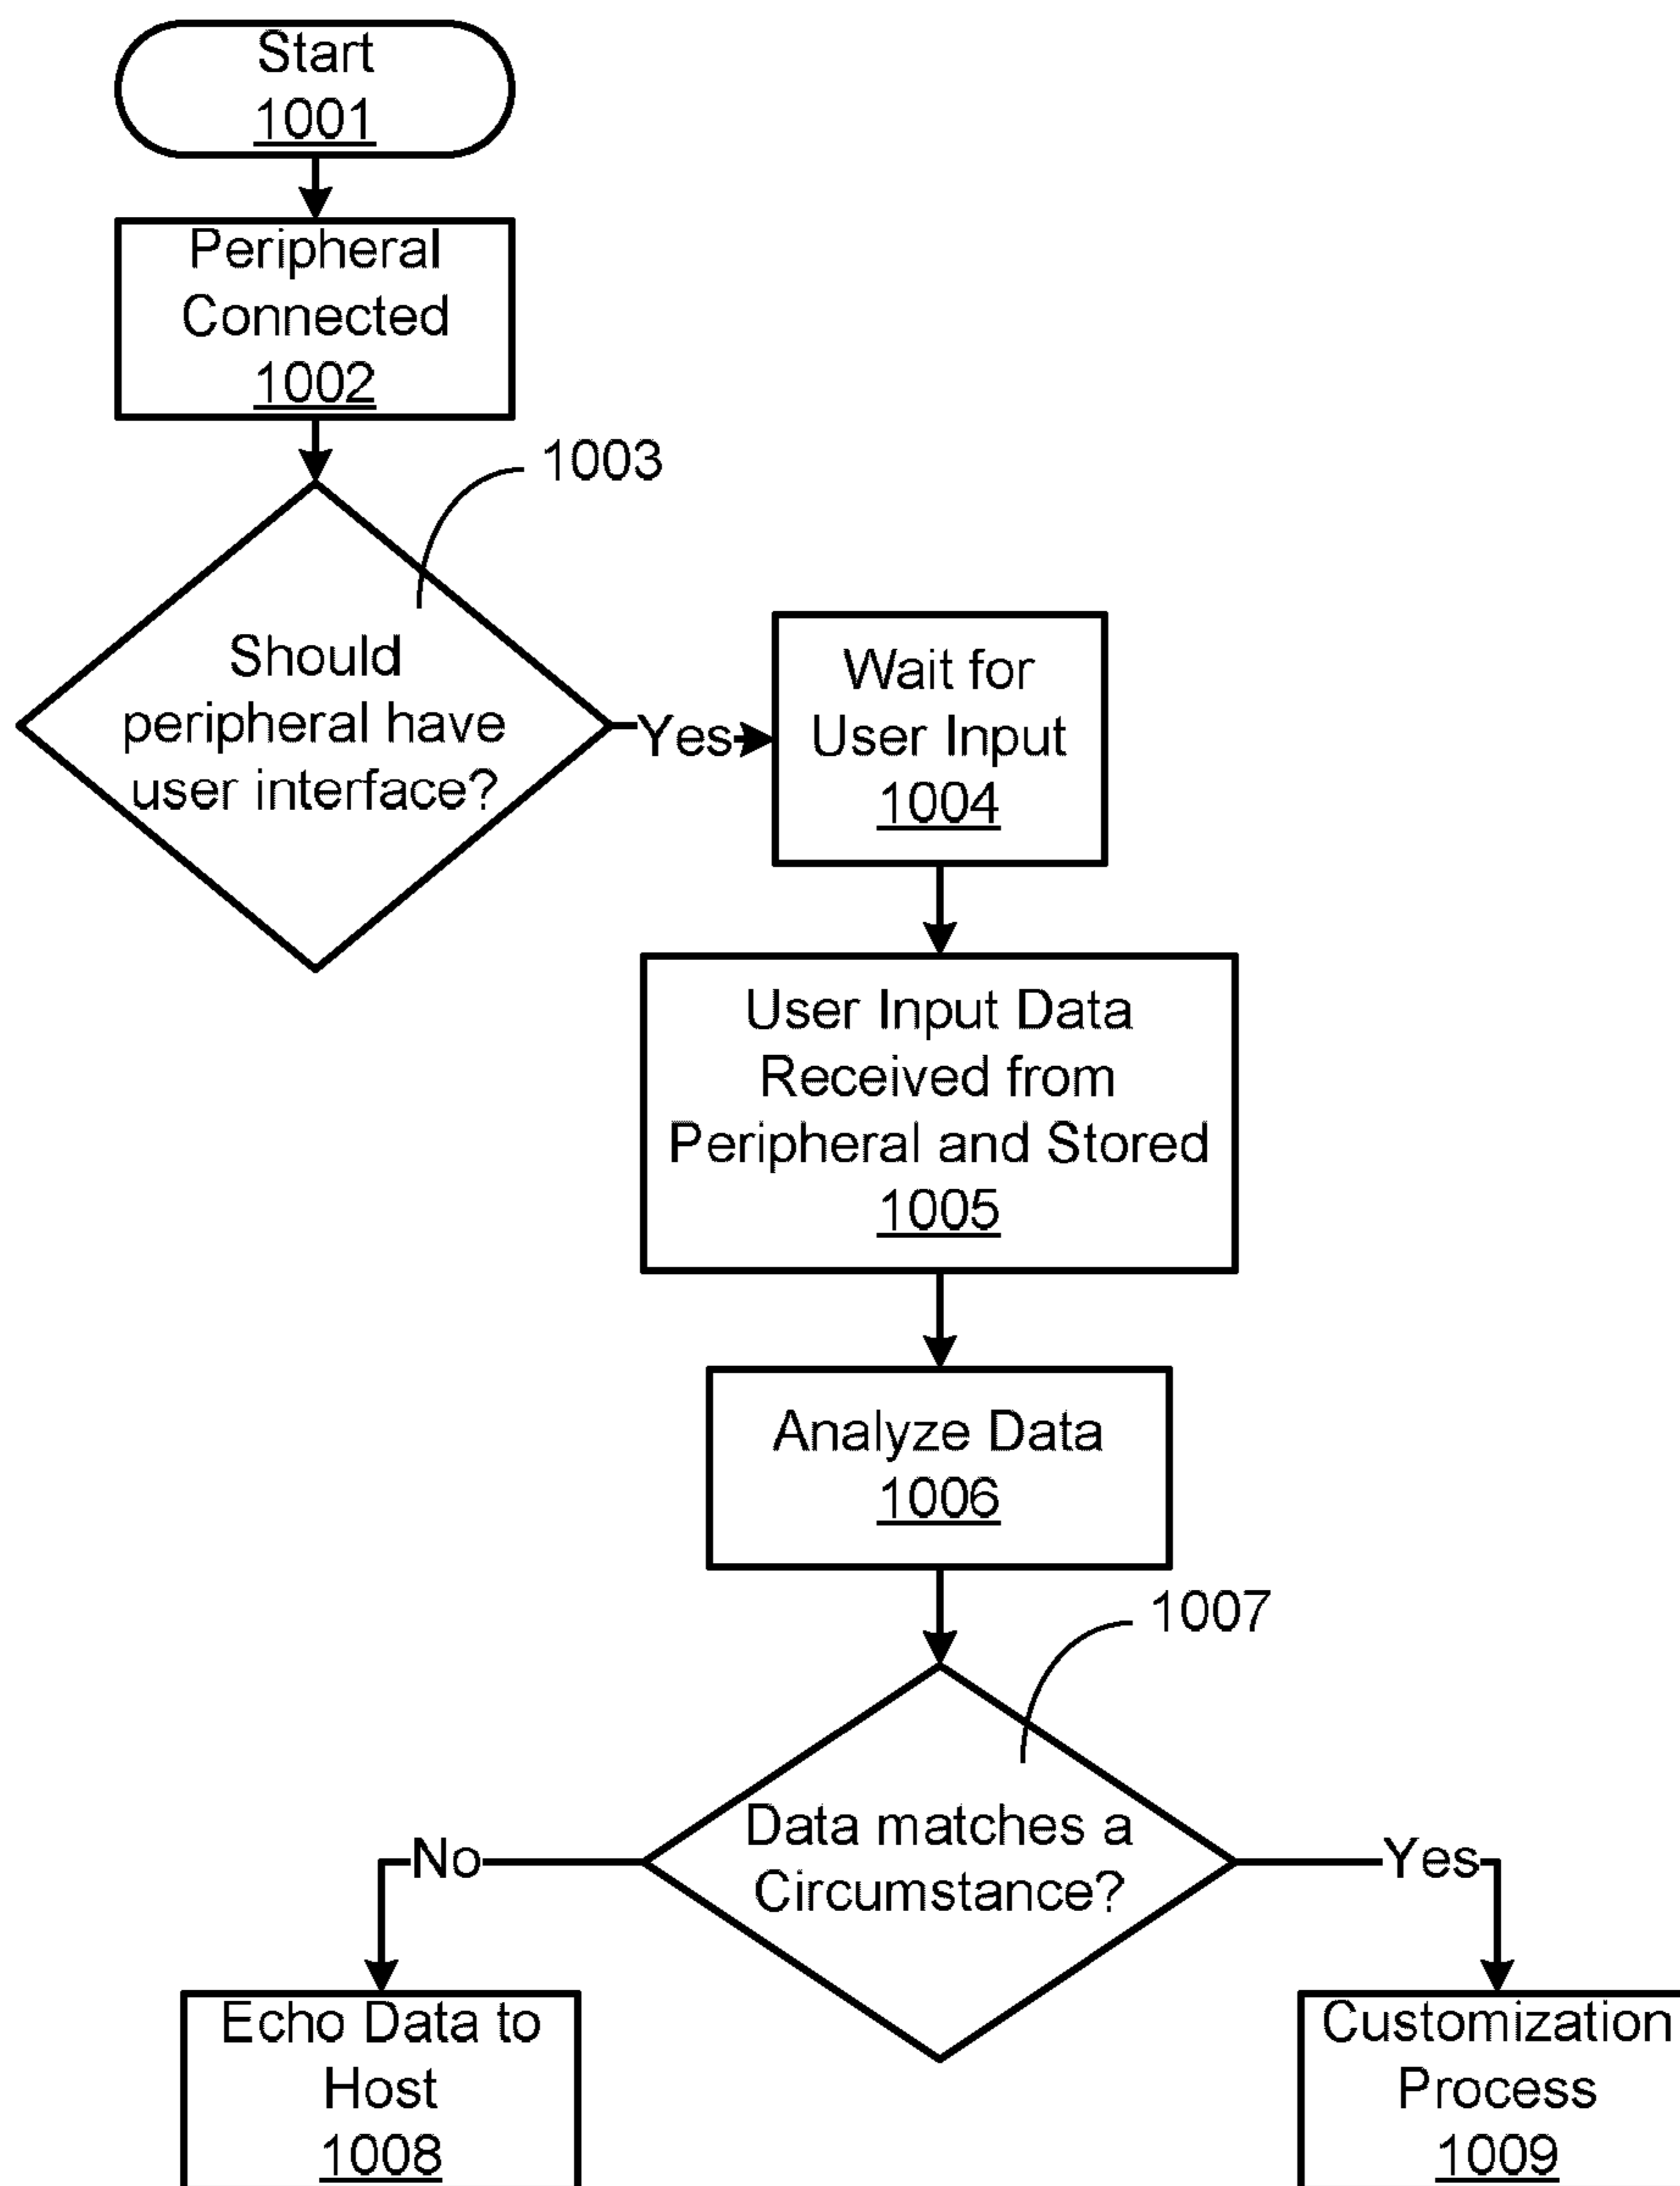 Start
1001
Peripheral
Connected
1002
1003
Should
peripheral have
user interface?
Yes
Wait for
User Input
1004
User Input Data
Received from
Peripheral and Stored
1005
Analyze Data
1006
1007
Data matches a
Circumstance?
No
Yes
Echo Data to
Host
1008
Customization
Process
1009